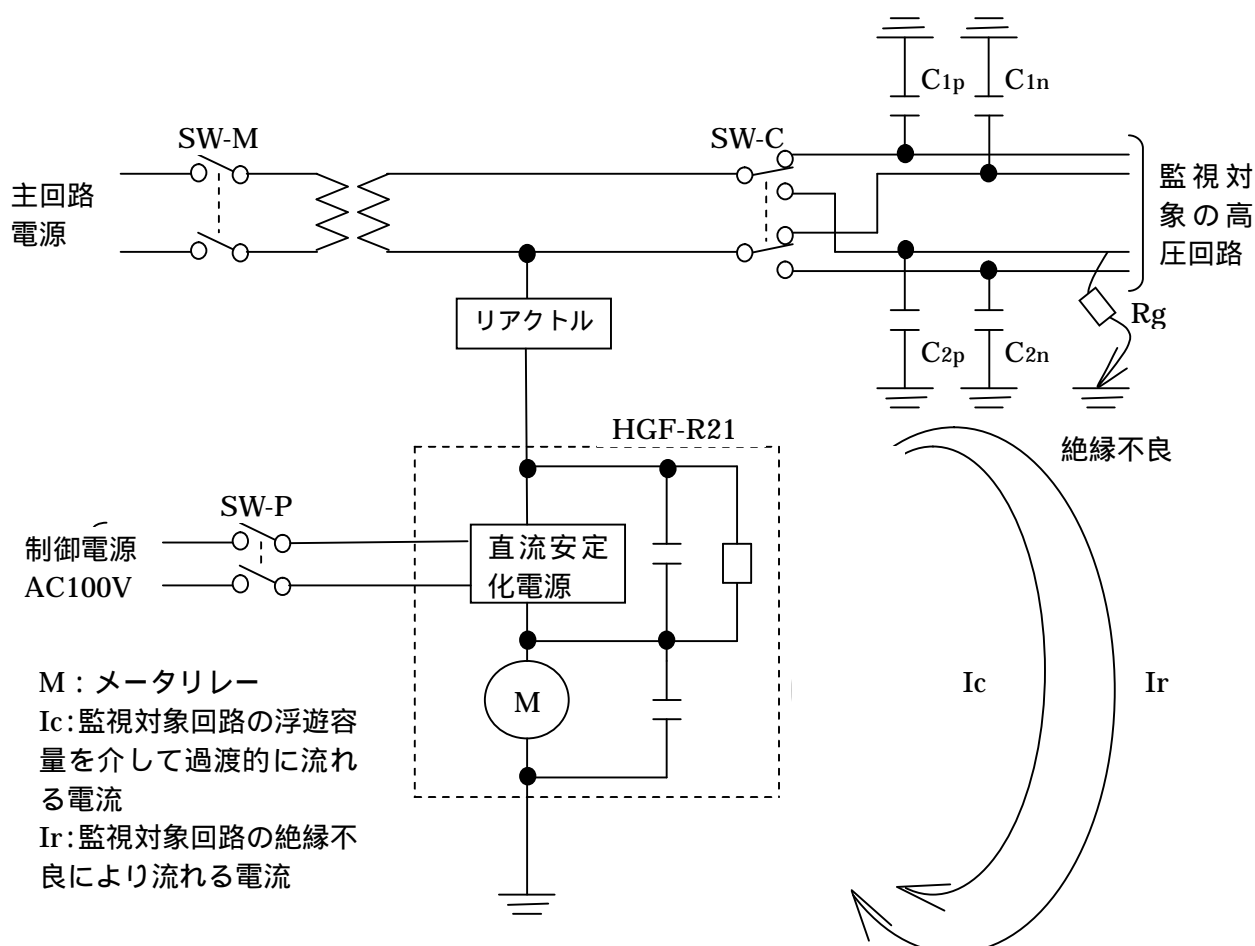 C1p
C1n
SW-M
SW-C
主回路
電源
監視対
象の高
圧回路
リアクトル
Rg
C2p
C2n
HGF-R21
絶縁不良
SW-P
制御電源
AC100V
直流安定
化電源
M：メータリレー
Ic：監視対象回路の浮遊容
量を介して過渡的に流れ
る電流
Ir：監視対象回路の絶縁不
良により流れる電流
M
Ic
Ir